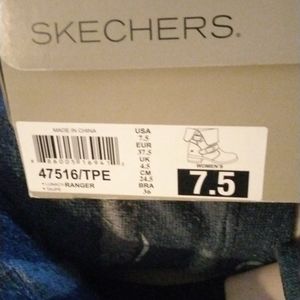 SKECHERS®
MADE IN CHINA
USA
7.5
EUR
37.5
UK
4.5
CM
24.5
BRA
36
47516/TPE
RANGER
TAUPE
WOMEN'S
7.5